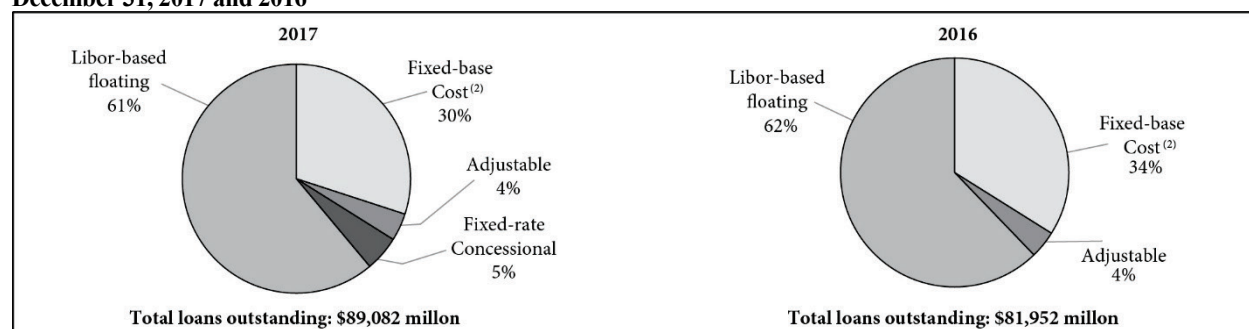 December 31, 2017 and 2016
2017
Libor-based
floating
61%
Fixed-base
Cost(2)
30%
Adjustable
4%
Fixed-rate
Concessional
5%
Total loans outstanding: $89,082 millon
2016
Libor-based
floating
62%
Fixed-base
Cost(2)
34%
Adjustable
4%
Total loans outstanding: $81,952 millon